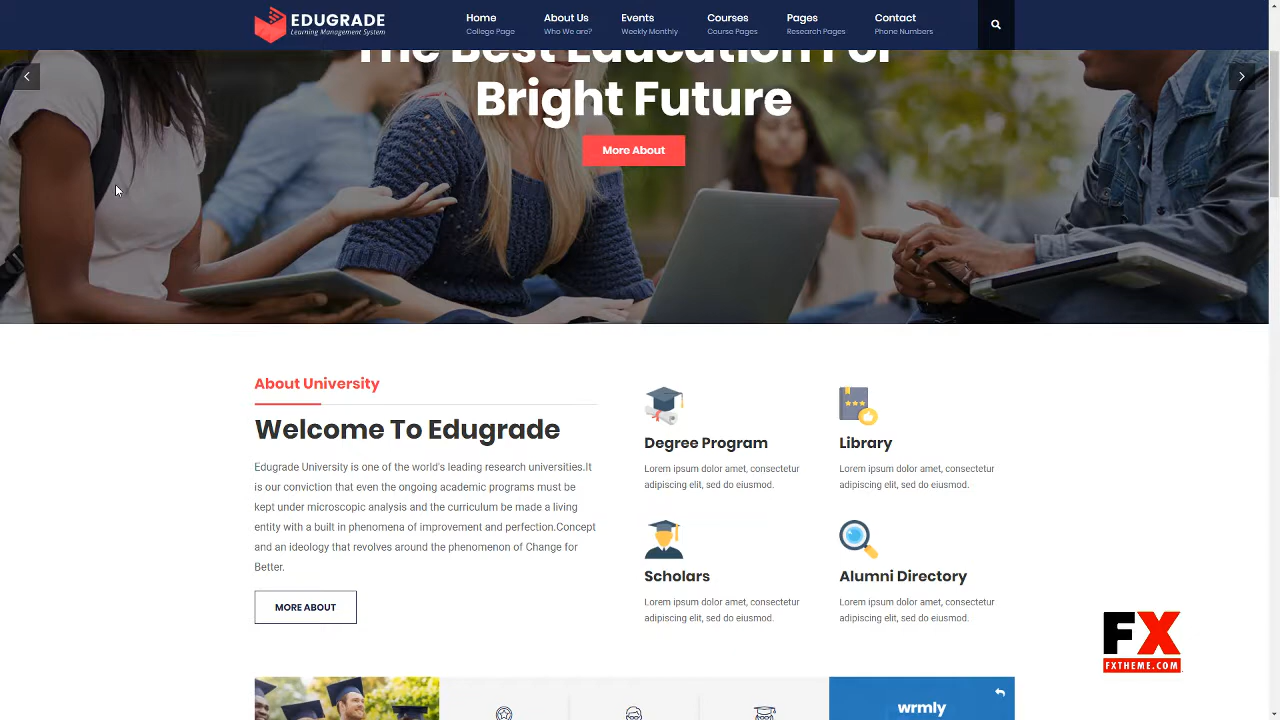 EDUGRADE
Learning Management System
Home
College Page
About Us
Who We are?
Events
Weekly Monthly
Courses
Course Pages
Pages
Research Pages
Contact
Phone Numbers
The Best Education For
Bright Future
More About
About University
Welcome To Edugrade
Edugrade University is one of the world's leading research universities.It
is our conviction that even the ongoing academic programs must be
kept under microscopic analysis and the curriculum be made a living
entity with a built in phenomena of improvement and perfection.Concept
and an ideology that revolves around the phenomenon of Change for
Better.
MORE ABOUT
Degree Program
Lorem ipsum dolor amet, consectetur
adipiscing elit, sed do eiusmod.
Library
Lorem ipsum dolor amet, consectetur
adipiscing elit, sed do eiusmod.
Scholars
Lorem ipsum dolor amet, consectetur
adipiscing elit, sed do eiusmod.
Alumni Directory
Lorem ipsum dolor amet, consectetur
adipiscing elit, sed do eiusmod.
FX
FXTHEME.COM
wrmly